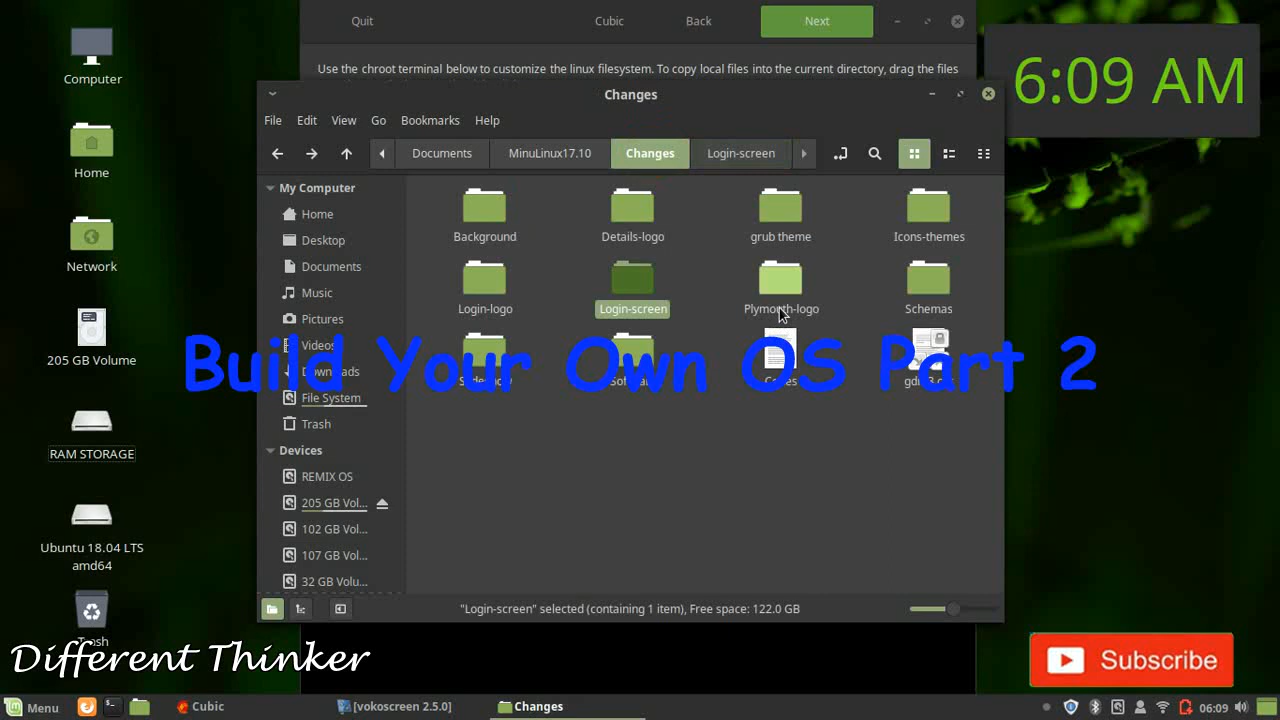 Quit
Cubic
Back
Next
Use the chroot terminal below to customize the linux filesystem. To copy local files into the current directory, drag the files
6:09 AM
Changes
File Edit View Go Bookmarks Help
Documents MinuLinux17.10 Changes Login-screen
Computer
Home
Network
205 GB Volume
RAM STORAGE
Ubuntu 18.04 LTS
amd64
Trash
My Computer
Home
Desktop
Documents
Music
Pictures
Videos
Downloads
File System
Trash
Devices
REMIX OS
205 GB Vol...
102 GB Vol...
107 GB Vol...
32 GB Volu...
Background Details-logo grub theme Icons-themes
Login-logo Login-screen Plymouth-logo Schemas
Build Your Own OS Part 2
"Login-screen" selected (containing 1 item), Free space: 122.0 GB
Different Thinker
Subscribe
Menu
Cubic
[vokoscreen 2.5.0]
Changes
06:09